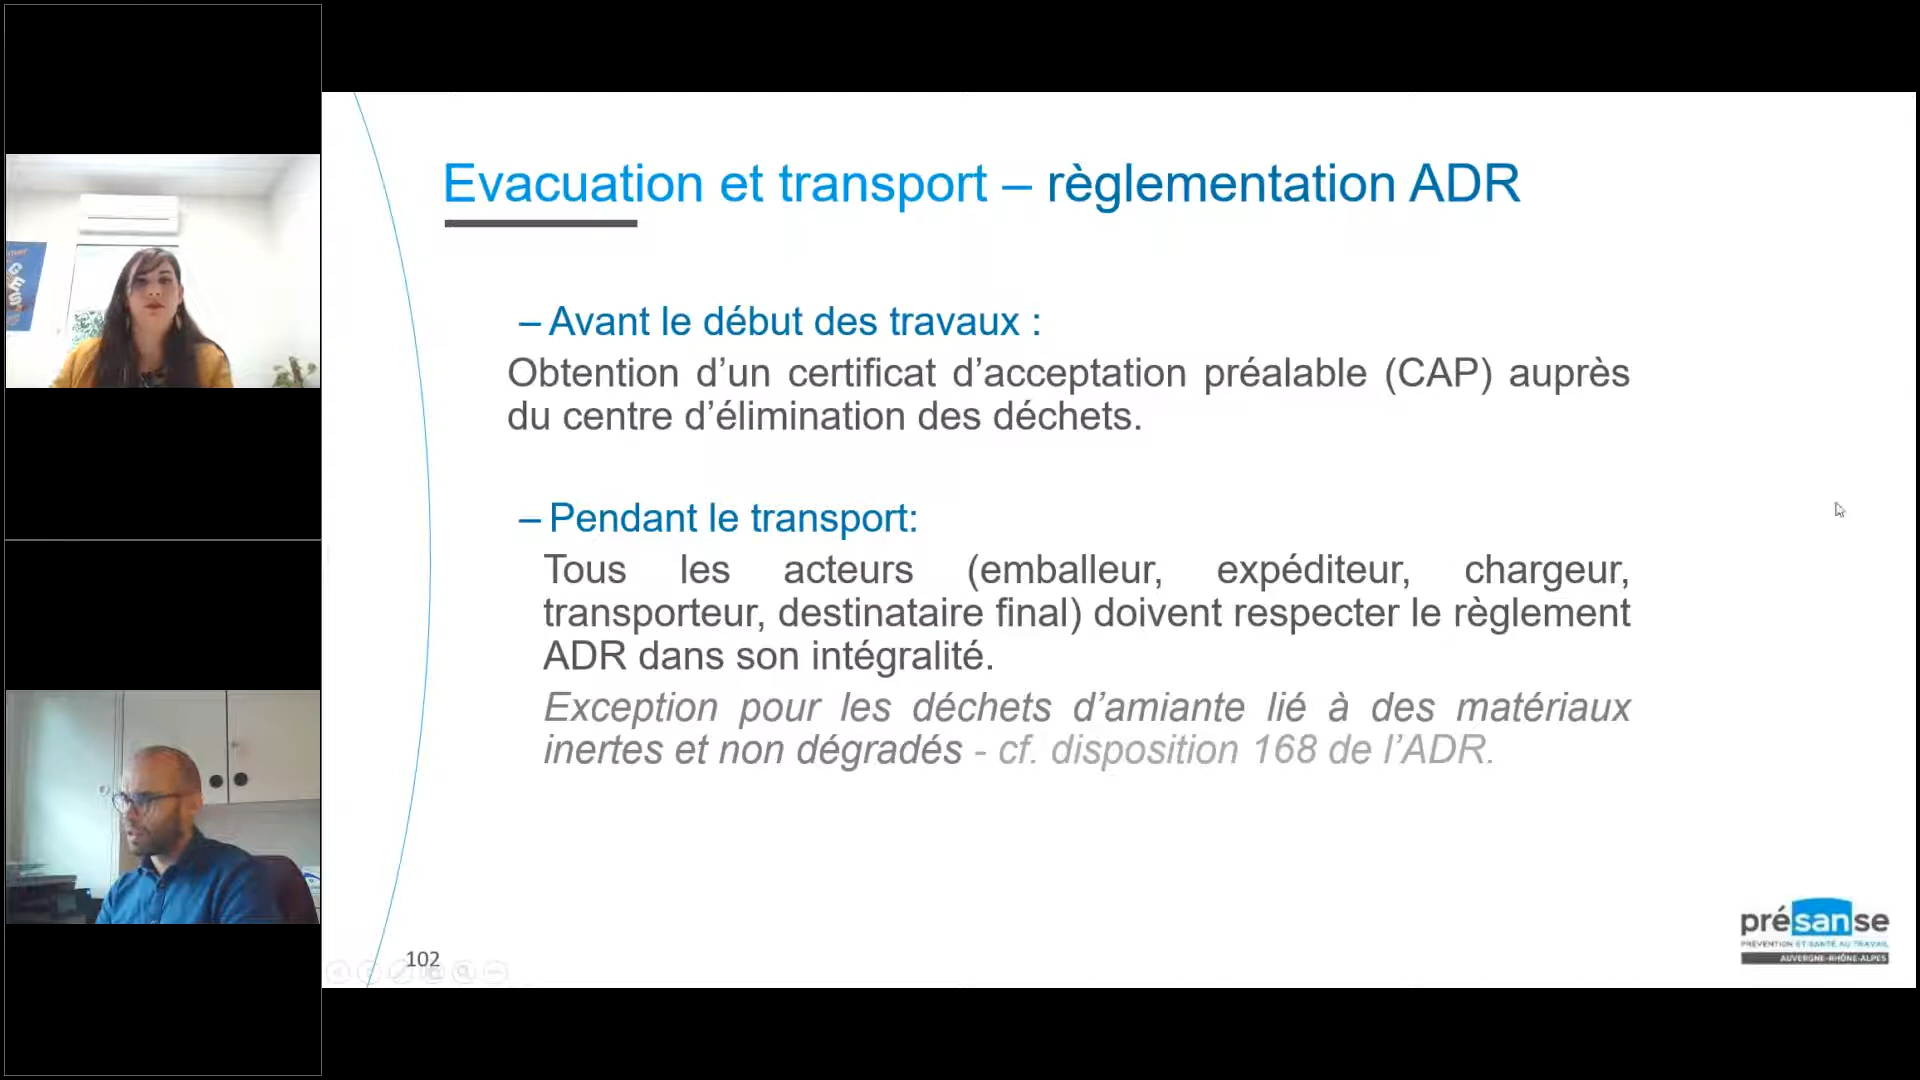 Evacuation et transport – règlementation ADR
– Avant le début des travaux :
Obtention d’un certificat d’acceptation préalable (CAP) auprès
du centre d’élimination des déchets.
– Pendant le transport:
Tous les acteurs (emballeur, expéditeur, chargeur,
transporteur, destinataire final) doivent respecter le règlement
ADR dans son intégralité.
Exception pour les déchets d’amiante lié à des matériaux
inertes et non dégradés - cf. disposition 168 de l’ADR.
présanse
PRÉVENTION ET SANTÉ AU TRAVAIL
AUVERGNE-RHÔNE-ALPES
102